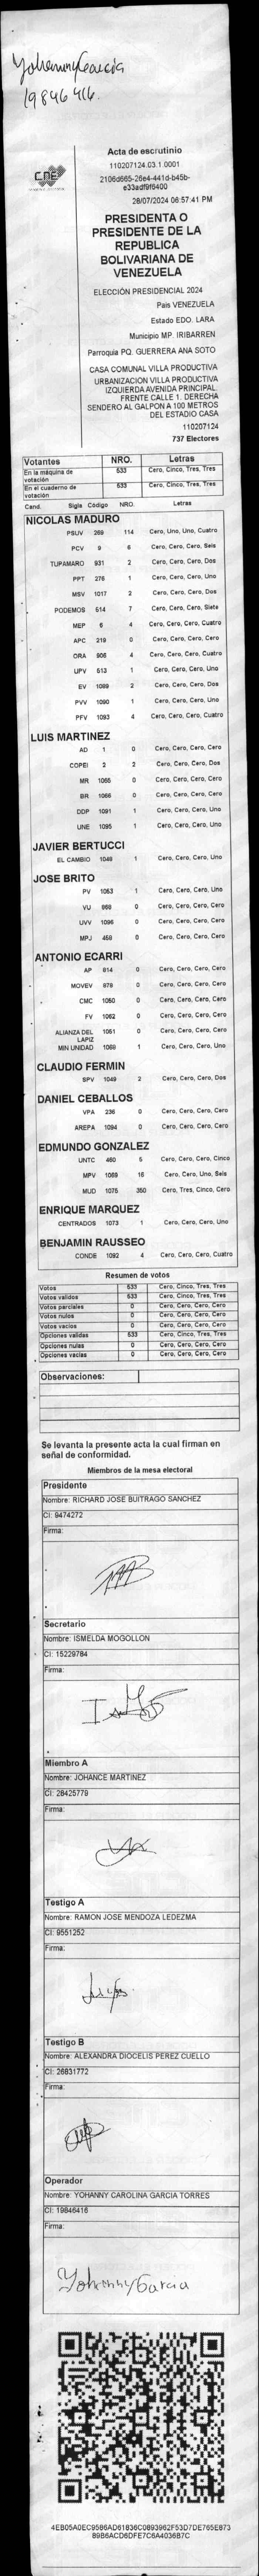 Yohanny Garcia
19846416.
CNE
Acta de escrutinio
110207124.03.1.0001
2106d665-26e4-441d-b45b-
e33adf9f6400
28/07/2024 06:57:41 PM
PRESIDENTA O
PRESIDENTE DE LA
REPUBLICA
BOLIVARIANA DE
VENEZUELA
ELECCIÓN PRESIDENCIAL 2024
Pais VENEZUELA
Estado EDO. LARA
Municipio MP. IRIBARREN
Parroquia PQ. GUERRERA ANA SOTO
CASA COMUNAL VILLA PRODUCTIVA
URBANIZACION VILLA PRODUCTIVA
IZQUIERDA AVENIDA PRINCIPAL.
FRENTE CALLE 1. DERECHA
SENDERO AL GALPON A 100 METROS
DEL ESTADIO CASA
110207124
737 Electores
Votantes NRO. Letras
En la máquina de votación 533 Cero, Cinco, Tres, Tres
En el cuaderno de votación 533 Cero, Cinco, Tres, Tres
Cand. Sigla Código NRO. Letras
NICOLAS MADURO
PSUV 269 114 Cero, Uno, Uno, Cuatro
PCV 9 6 Cero, Cero, Cero, Seis
TUPAMARO 931 2 Cero, Cero, Cero, Dos
PPT 276 1 Cero, Cero, Cero, Uno
MSV 1017 2 Cero, Cero, Cero, Dos
PODEMOS 514 7 Cero, Cero, Cero, Siete
MEP 6 4 Cero, Cero, Cero, Cuatro
APC 219 0 Cero, Cero, Cero, Cero
ORA 906 4 Cero, Cero, Cero, Cuatro
UPV 513 1 Cero, Cero, Cero, Uno
EV 1089 2 Cero, Cero, Cero, Dos
PVV 1090 1 Cero, Cero, Cero, Uno
PFV 1093 4 Cero, Cero, Cero, Cuatro
LUIS MARTINEZ
AD 1 0 Cero, Cero, Cero, Cero
COPEI 2 2 Cero, Cero, Cero, Dos
MR 1065 0 Cero, Cero, Cero, Cero
BR 1066 0 Cero, Cero, Cero, Cero
DDP 1091 1 Cero, Cero, Cero, Uno
UNE 1095 1 Cero, Cero, Cero, Uno
JAVIER BERTUCCI
EL CAMBIO 1049 1 Cero, Cero, Cero, Uno
JOSE BRITO
PV 1053 1 Cero, Cero, Cero, Uno
VU 968 0 Cero, Cero, Cero, Cero
UVV 1096 0 Cero, Cero, Cero, Cero
MPJ 459 0 Cero, Cero, Cero, Cero
ANTONIO ECARRI
AP 814 0 Cero, Cero, Cero, Cero
MOVEV 979 0 Cero, Cero, Cero, Cero
CMC 1050 0 Cero, Cero, Cero, Cero
FV 1062 0 Cero, Cero, Cero, Cero
ALIANZA DEL LAPIZ 1051 0 Cero, Cero, Cero, Cero
MIN UNIDAD 1069 1 Cero, Cero, Cero, Uno
CLAUDIO FERMIN
SPV 1049 2 Cero, Cero, Cero, Dos
DANIEL CEBALLOS
VPA 236 0 Cero, Cero, Cero, Cero
AREPA 1094 0 Cero, Cero, Cero, Cero
EDMUNDO GONZALEZ
UNTC 460 5 Cero, Cero, Cero, Cinco
MPV 1069 16 Cero, Cero, Uno, Seis
MUD 1075 350 Cero, Tres, Cinco, Cero
ENRIQUE MARQUEZ
CENTRADOS 1073 1 Cero, Cero, Cero, Uno
BENJAMIN RAUSSEO
CONDE 1092 4 Cero, Cero, Cero, Cuatro
Resumen de votos
Votos 533 Cero, Cinco, Tres, Tres
Votos validos 533 Cero, Cinco, Tres, Tres
Votos parciales 0 Cero, Cero, Cero, Cero
Votos nulos 0 Cero, Cero, Cero, Cero
Votos vacios 0 Cero, Cero, Cero, Cero
Opciones validas 533 Cero, Cinco, Tres, Tres
Opciones nulas 0 Cero, Cero, Cero, Cero
Opciones vacias 0 Cero, Cero, Cero, Cero
Observaciones:
Se levanta la presente acta la cual firman en
señal de conformidad.
Miembros de la mesa electoral
Presidente
Nombre: RICHARD JOSE BUITRAGO SANCHEZ
CI: 9474272
Firma:
Secretario
Nombre: ISMELDA MOGOLLON
CI: 15229784
Firma:
Miembro A
Nombre: JOHANCE MARTINEZ
CI: 28425779
Firma:
Testigo A
Nombre: RAMON JOSE MENDOZA LEDEZMA
CI: 9551252
Firma:
Testigo B
Nombre: ALEXANDRA DIOCELIS PEREZ CUELLO
CI: 26831772
Firma:
Operador
Nombre: YOHANNY CAROLINA GARCIA TORRES
CI: 19846416
Firma:
Yohanny Garcia
4EB05A0EC9586AD61836C0893962F53D7DE765E873
89B6ACD6DFE7C6A4036B7C